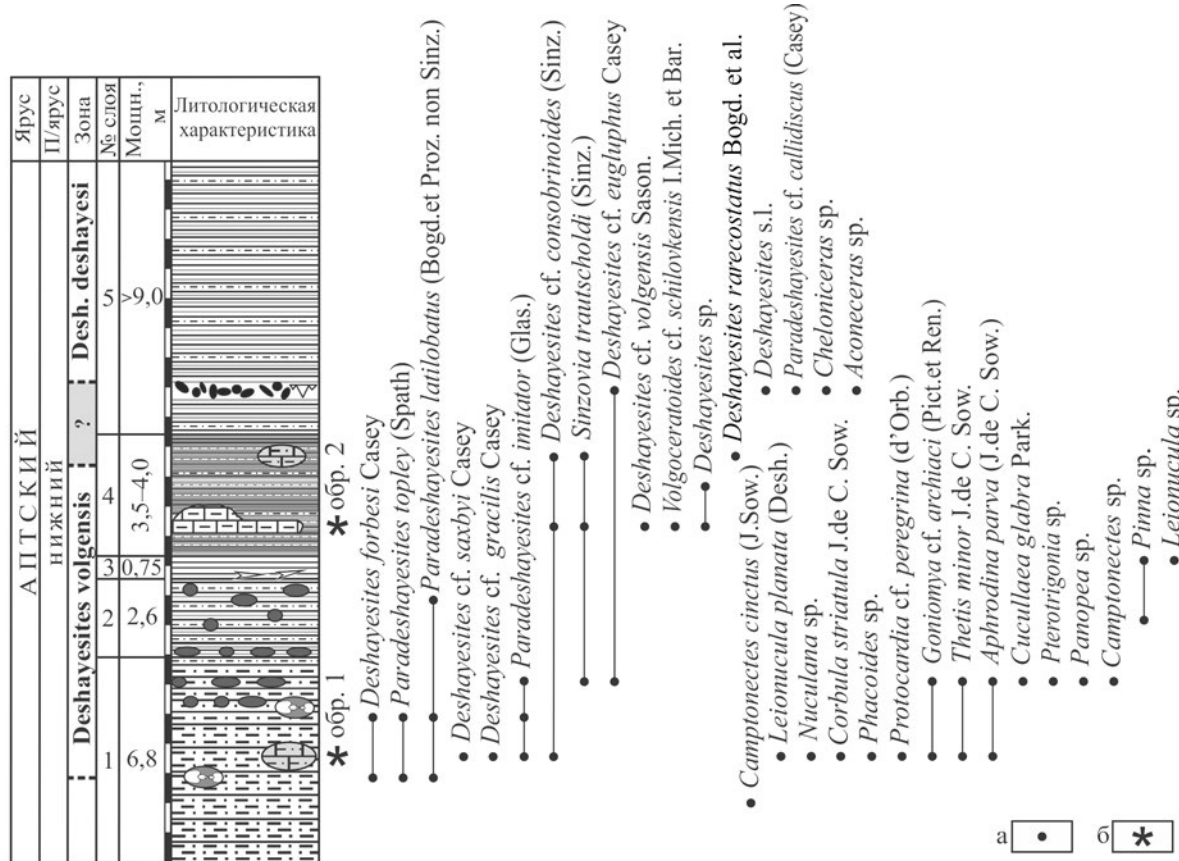 Ярус
П/ярус
Зона
№ слоя
Мощн., м
Литологическая
характеристика
АПТСКИЙ
нижний
Deshayesites volgensis
?
Desh. deshayesi
5
>9,0
4
3,5–4,0
3
0,75
2
2,6
1
6,8
обр. 2
обр. 1
Deshayesites forbesi Casey
Paradeshayesites topley (Spath)
Paradeshayesites latilobatus (Bogd.et Proz. non Sinz.)
Deshayesites cf. saxbyi Casey
Deshayesites cf. gracilis Casey
Paradeshayesites cf. imitator (Glas.)
Deshayesites cf. consobrinoides (Sinz.)
Sinzovia trautscholdi (Sinz.)
Deshayesites cf. eugluphus Casey
Deshayesites cf. volgensis Sason.
Volgoceratoides cf. schilovkensis I.Mich. et Bar.
Deshayesites sp.
Deshayesites rarecostatus Bogd. et al.
Deshayesites s.l.
Paradeshayesites cf. callidiscus (Casey)
Cheloniceras sp.
Aconeceras sp.
Camptonectes cinctus (J.Sow.)
Leionucula planata (Desh.)
Nuculana sp.
Corbula striatula J.de C. Sow.
Phacoides sp.
Protocardia cf. peregrina (d’Orb.)
Goniomya cf. archiaci (Pict.et Ren.)
Thetis minor J.de C. Sow.
Aphrodina parva (J.de C. Sow.)
Cucullaea glabra Park.
Pterotrigonia sp.
Panopea sp.
Camptonectes sp.
Pinna sp.
Leionucula sp.
а
б